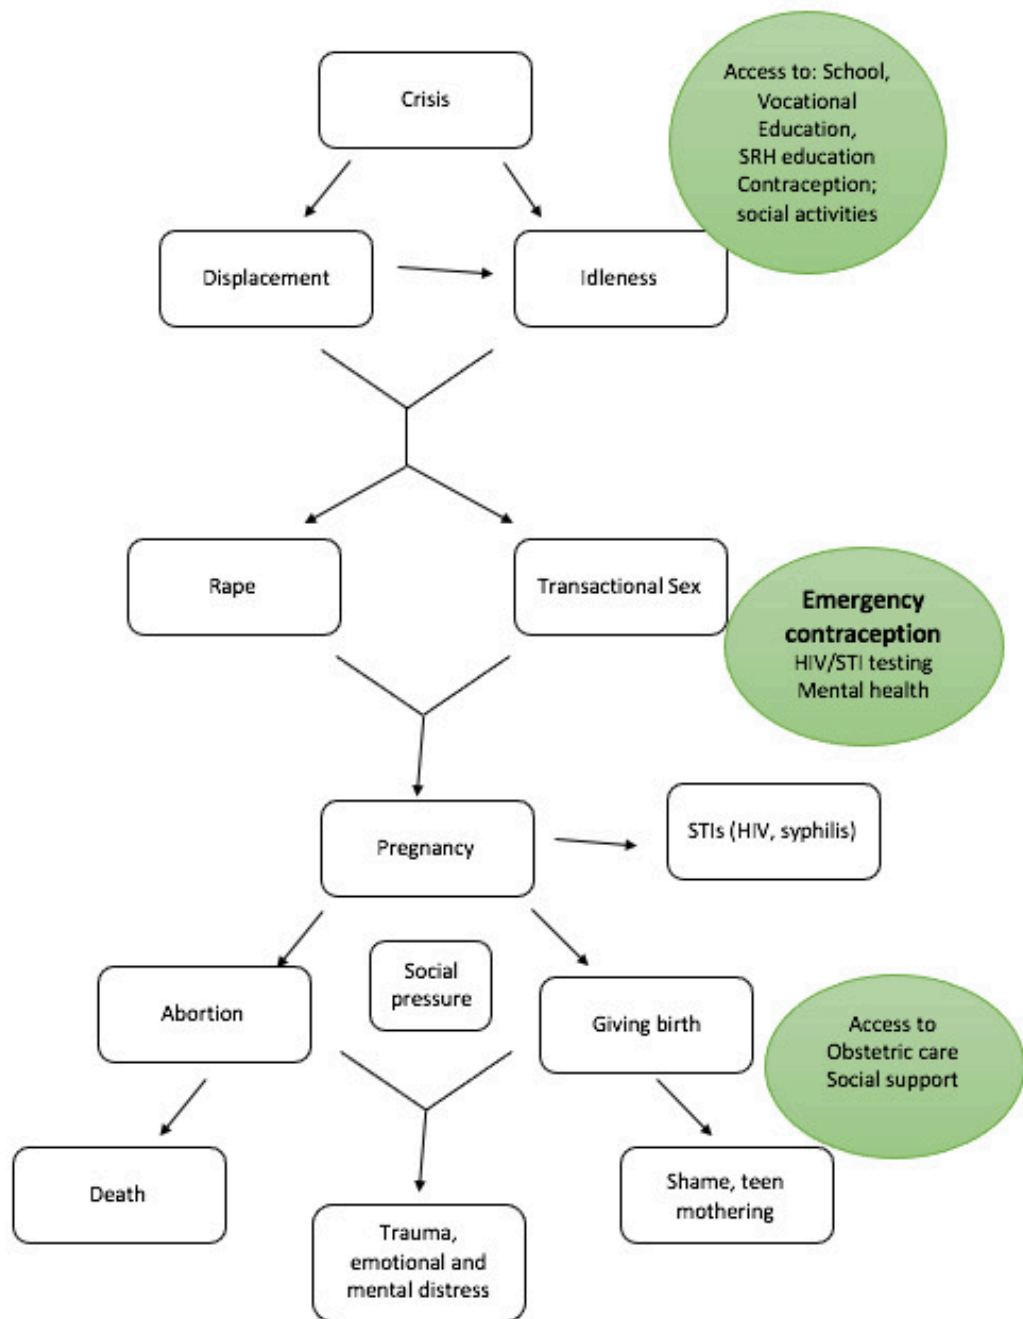 Crisis
Access to: School,
Vocational
Education,
SRH education
Contraception;
social activities
Displacement
Idleness
Rape
Transactional Sex
Emergency
contraception
HIV/STI testing
Mental health
Pregnancy
STIs (HIV, syphilis)
Abortion
Social
pressure
Giving birth
Access to
Obstetric care
Social support
Death
Trauma,
emotional and
mental distress
Shame, teen
mothering